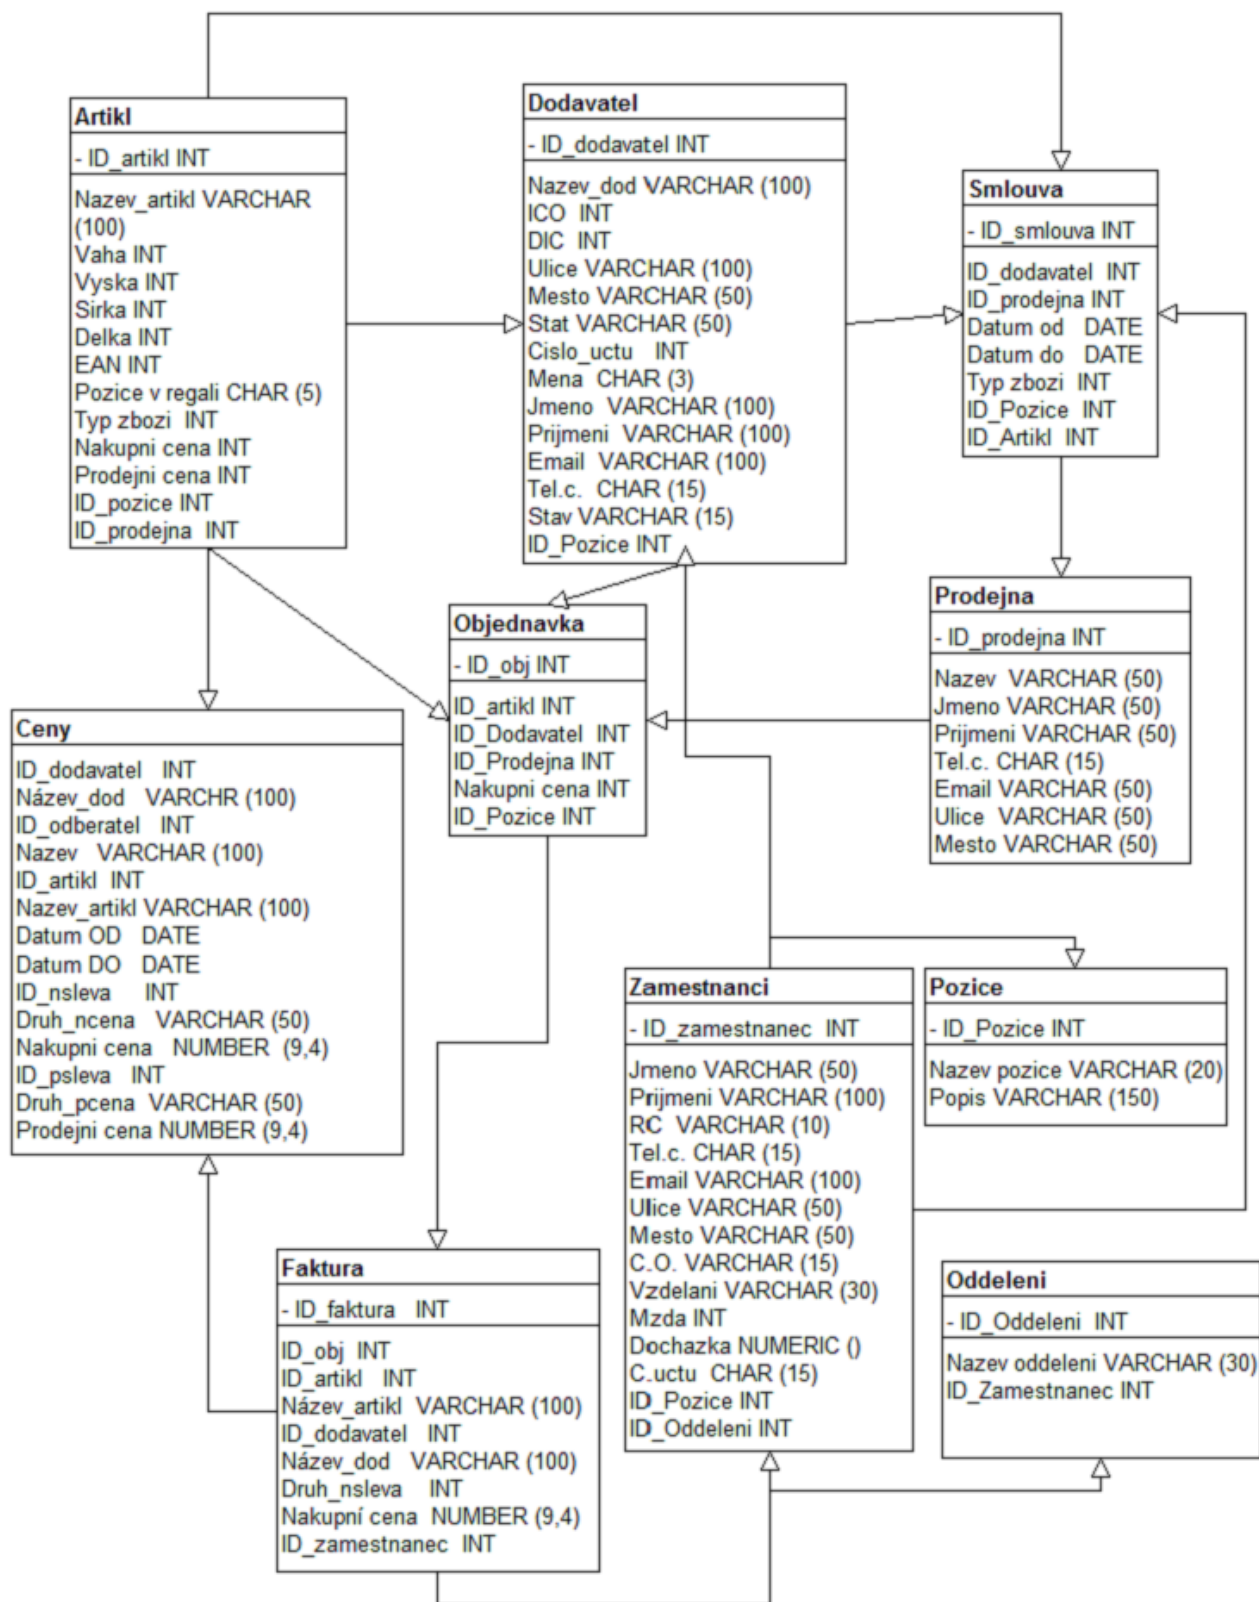 Artikl
- ID_artikl INT
Nazev_artikl VARCHAR
(100)
Vaha INT
Vyska INT
Sirka INT
Delka INT
EAN INT
Pozice v regali CHAR (5)
Typ zbozi INT
Nakupni cena INT
Prodejni cena INT
ID_pozice INT
ID_prodejna INT
Dodavatel
- ID_dodavatel INT
Nazev_dod VARCHAR (100)
ICO INT
DIC INT
Ulice VARCHAR (100)
Mesto VARCHAR (50)
Stat VARCHAR (50)
Cislo_uctu INT
Mena CHAR (3)
Jmeno VARCHAR (100)
Prijmeni VARCHAR (100)
Email VARCHAR (100)
Tel.c. CHAR (15)
Stav VARCHAR (15)
ID_Pozice INT
Smlouva
- ID_smlouva INT
ID_dodavatel INT
ID_prodejna INT
Datum od DATE
Datum do DATE
Typ zbozi INT
ID_Pozice INT
ID_Artikl INT
Objednavka
- ID_obj INT
ID_artikl INT
ID_Dodavatel INT
ID_Prodejna INT
Nakupni cena INT
ID_Pozice INT
Prodejna
- ID_prodejna INT
Nazev VARCHAR (50)
Jmeno VARCHAR (50)
Prijmeni VARCHAR (50)
Tel.c. CHAR (15)
Email VARCHAR (50)
Ulice VARCHAR (50)
Mesto VARCHAR (50)
Ceny
ID_dodavatel INT
Název_dod VARCHR (100)
ID_odberatel INT
Nazev VARCHAR (100)
ID_artikl INT
Nazev_artikl VARCHAR (100)
Datum OD DATE
Datum DO DATE
ID_nsleva INT
Druh_ncena VARCHAR (50)
Nakupni cena NUMBER (9,4)
ID_psleva INT
Druh_pcena VARCHAR (50)
Prodejni cena NUMBER (9,4)
Zamestnanci
- ID_zamestnanec INT
Jmeno VARCHAR (50)
Prijmeni VARCHAR (100)
RC VARCHAR (10)
Tel.c. CHAR (15)
Email VARCHAR (100)
Ulice VARCHAR (50)
Mesto VARCHAR (50)
C.O. VARCHAR (15)
Vzdelani VARCHAR (30)
Mzda INT
Dochazka NUMERIC ()
C.uctu CHAR (15)
ID_Pozice INT
ID_Oddeleni INT
Pozice
- ID_Pozice INT
Nazev pozice VARCHAR (20)
Popis VARCHAR (150)
Faktura
- ID_faktura INT
ID_obj INT
ID_artikl INT
Název_artikl VARCHAR (100)
ID_dodavatel INT
Název_dod VARCHAR (100)
Druh_nsleva INT
Nakupní cena NUMBER (9,4)
ID_zamestnanec INT
Oddeleni
- ID_Oddeleni INT
Nazev oddeleni VARCHAR (30)
ID_Zamestnanec INT